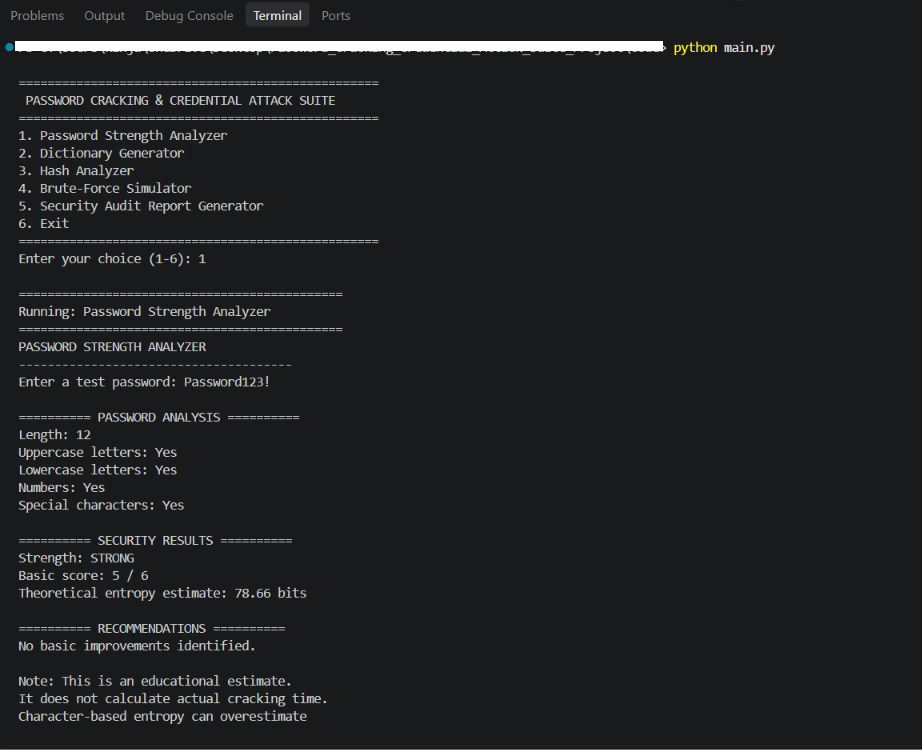 Problems Output Debug Console Terminal Ports
python main.py
==================================================
PASSWORD CRACKING & CREDENTIAL ATTACK SUITE
==================================================
1. Password Strength Analyzer
2. Dictionary Generator
3. Hash Analyzer
4. Brute-Force Simulator
5. Security Audit Report Generator
6. Exit
==================================================
Enter your choice (1-6): 1
=============================================
Running: Password Strength Analyzer
=============================================
PASSWORD STRENGTH ANALYZER
--------------------------------------
Enter a test password: Password123!
========== PASSWORD ANALYSIS ==========
Length: 12
Uppercase letters: Yes
Lowercase letters: Yes
Numbers: Yes
Special characters: Yes
========== SECURITY RESULTS ==========
Strength: STRONG
Basic score: 5 / 6
Theoretical entropy estimate: 78.66 bits
========== RECOMMENDATIONS ==========
No basic improvements identified.
Note: This is an educational estimate.
It does not calculate actual cracking time.
Character-based entropy can overestimate